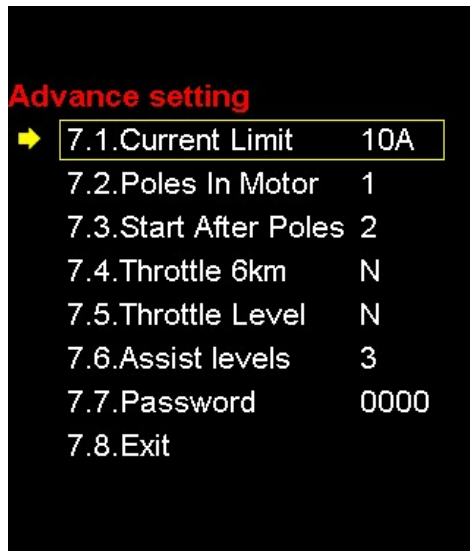 Advance setting
7.1.Current Limit 10A
7.2.Poles In Motor 1
7.3.Start After Poles 2
7.4.Throttle 6km N
7.5.Throttle Level N
7.6.Assist levels 3
7.7.Password 0000
7.8.Exit